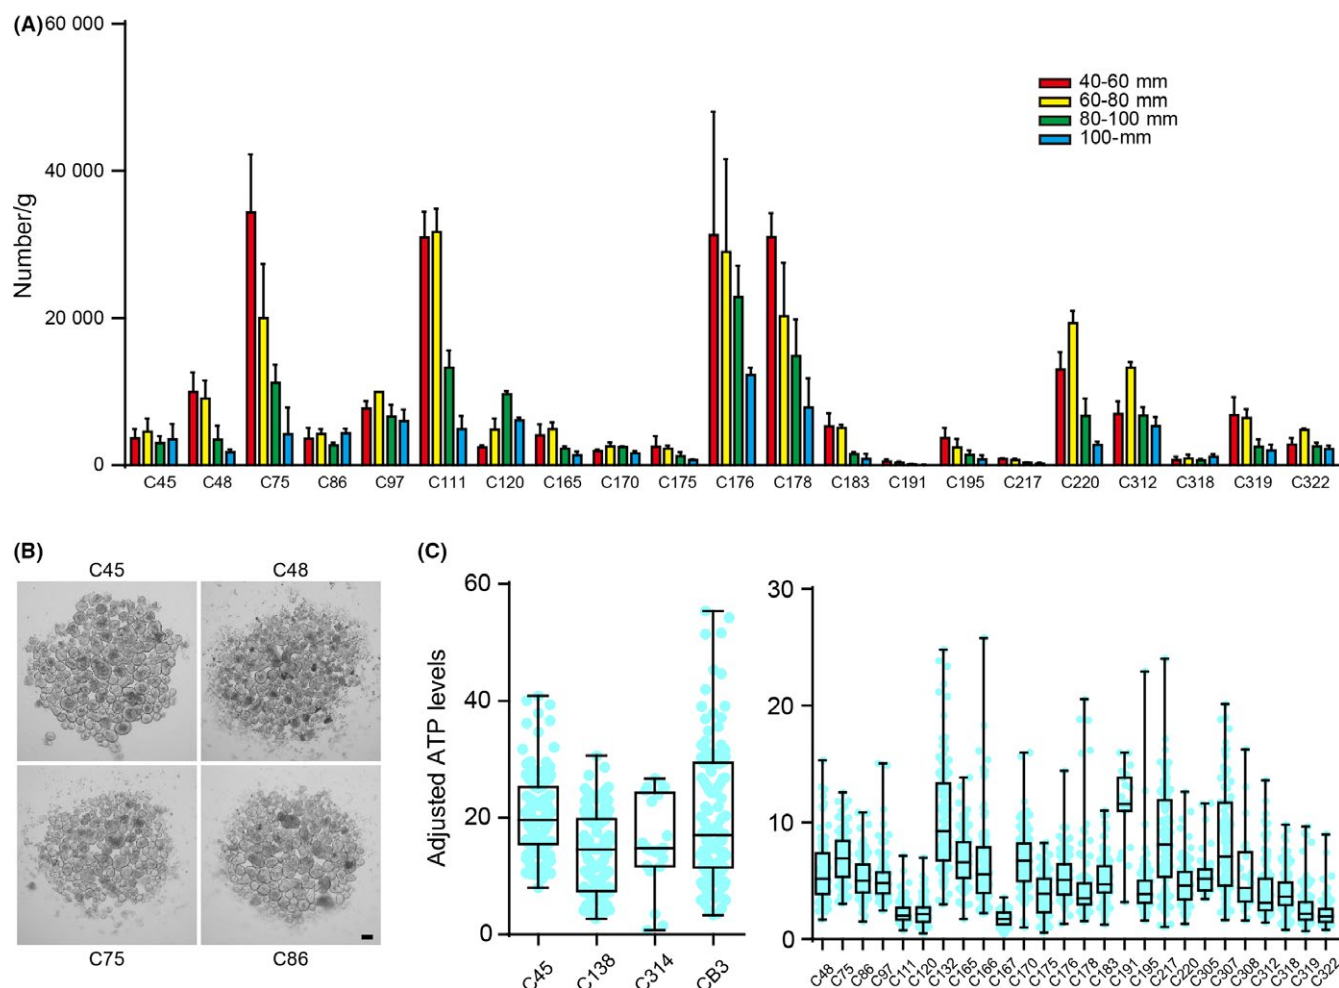 (A)
60 000
40 000
20 000
0
Number/g
40-60 mm
60-80 mm
80-100 mm
100-mm
C45 C48 C75 C86 C97 C111 C120 C165 C170 C175 C176 C178 C183 C191 C195 C217 C220 C312 C318 C319 C322
(B)
C45 C48
C75 C86
(C)
Adjusted ATP levels
60
40
20
0
C45 C138 C314 CB3
30
20
10
0
C48 C75 C86 C97 C111 C120 C132 C165 C166 C167 C170 C175 C176 C178 C183 C191 C195 C217 C220 C305 C307 C308 C312 C318 C319 C322